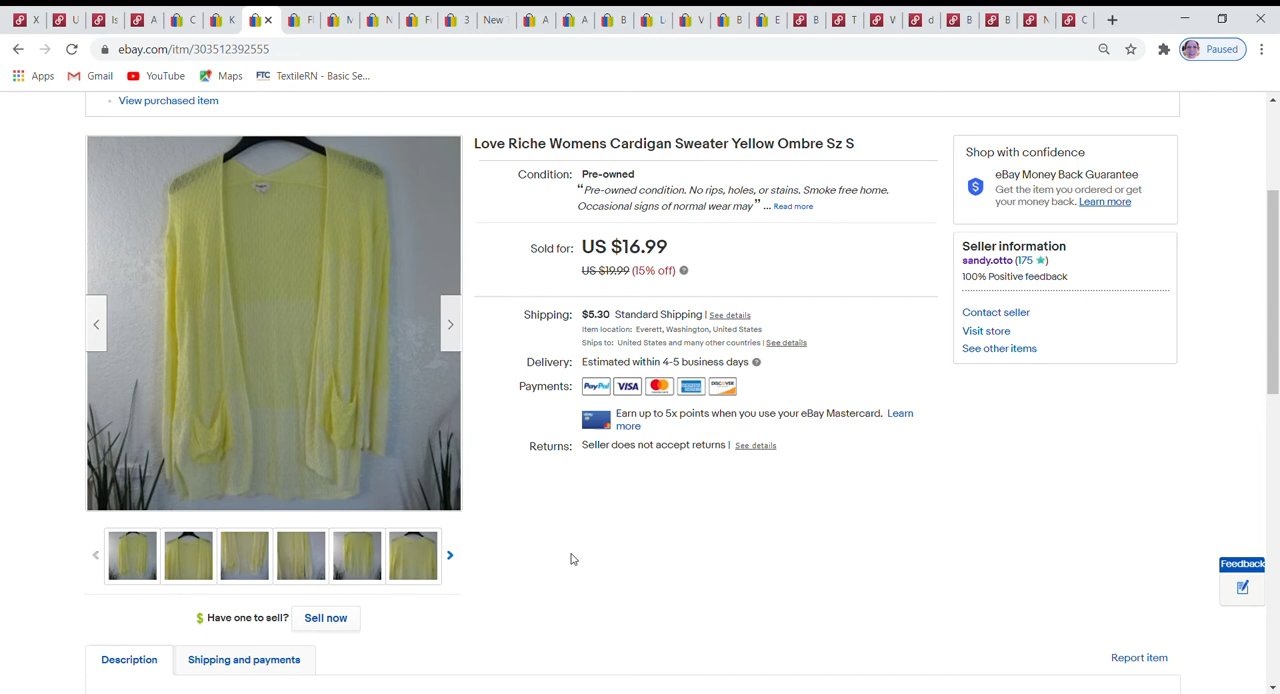 X
U
Is
A
C
K
Fl
M
N
F
3
New T
A
A
B
L
V
B
E
B
T
V
d
B
B
N
C
ebay.com/itm/303512392555
Paused
Apps
Gmail
YouTube
Maps
FTC TextileRN - Basic Se...
View purchased item
Love Riche Womens Cardigan Sweater Yellow Ombre Sz S
Condition: Pre-owned
“Pre-owned condition. No rips, holes, or stains. Smoke free home.
Occasional signs of normal wear may” ... Read more
Sold for: US $16.99
US $19.99 (15% off)
Shipping: $5.30 Standard Shipping | See details
Item location: Everett, Washington, United States
Ships to: United States and many other countries | See details
Delivery: Estimated within 4-5 business days
Payments: PayPal VISA
Earn up to 5x points when you use your eBay Mastercard. Learn
more
Returns: Seller does not accept returns | See details
Shop with confidence
eBay Money Back Guarantee
Get the item you ordered or get
your money back. Learn more
Seller information
sandy.otto (175)
100% Positive feedback
Contact seller
Visit store
See other items
Feedback
$ Have one to sell? Sell now
Description
Shipping and payments
Report item